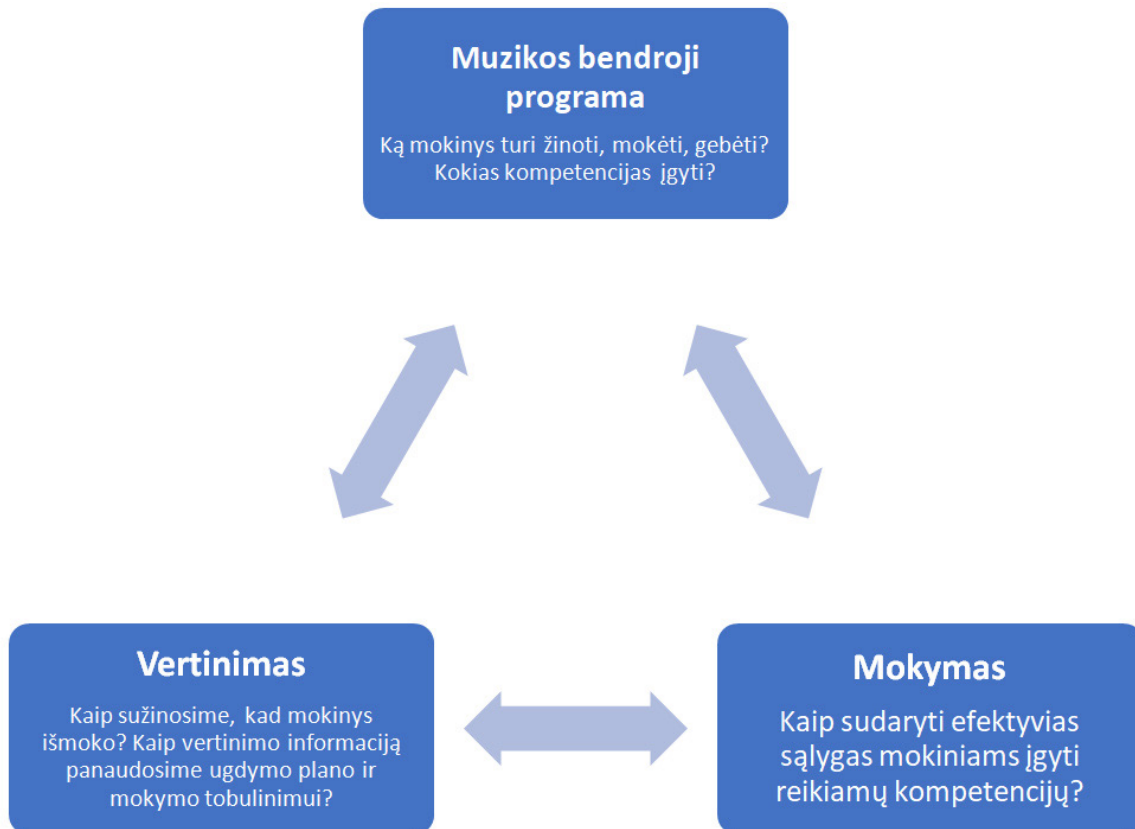 Muzikos bendroji
programa
Ką mokinys turi žinoti, mokėti, gebėti?
Kokias kompetencijas įgyti?
Vertinimas
Kaip sužinosime, kad mokinys
išmoko? Kaip vertinimo informaciją
panaudosime ugdymo plano ir
mokymo tobulinimui?
Mokymas
Kaip sudaryti efektyvias
sąlygas mokiniams įgyti
reikiamų kompetencijų?